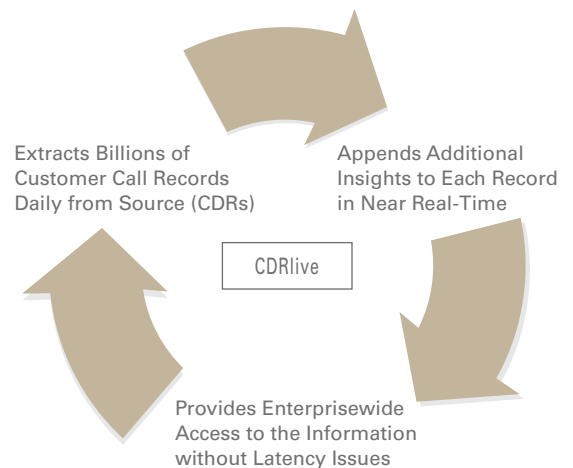 Extracts Billions of
Customer Call Records
Daily from Source (CDRs)
Appends Additional
Insights to Each Record
in Near Real-Time
CDRlive
Provides Enterprisewide
Access to the Information
without Latency Issues